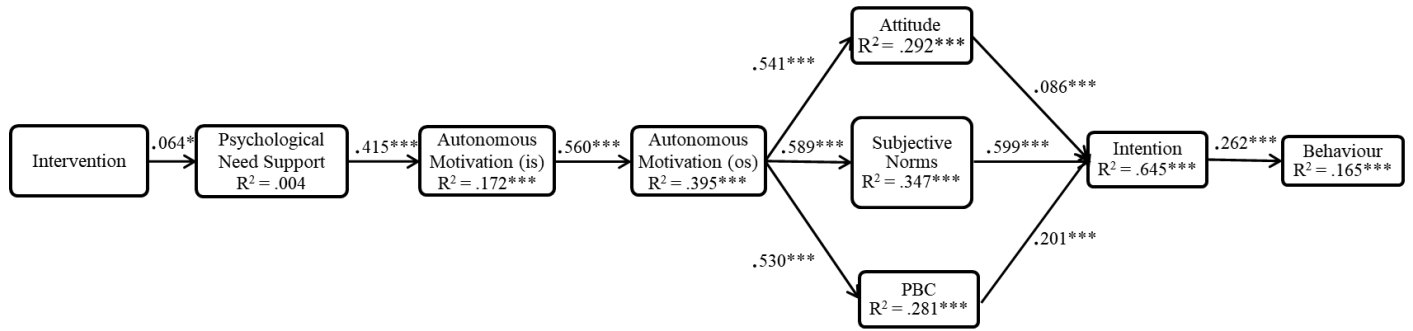 Intervention
.064*
Psychological
Need Support
R² = .004
.415***
Autonomous
Motivation (is)
R² = .172***
.560***
Autonomous
Motivation (os)
R² = .395***
.541***
.589***
.530***
Attitude
R² = .292***
Subjective
Norms
R² = .347***
PBC
R² = .281***
.086***
.599***
.201***
Intention
R² = .645***
.262***
Behaviour
R² = .165***